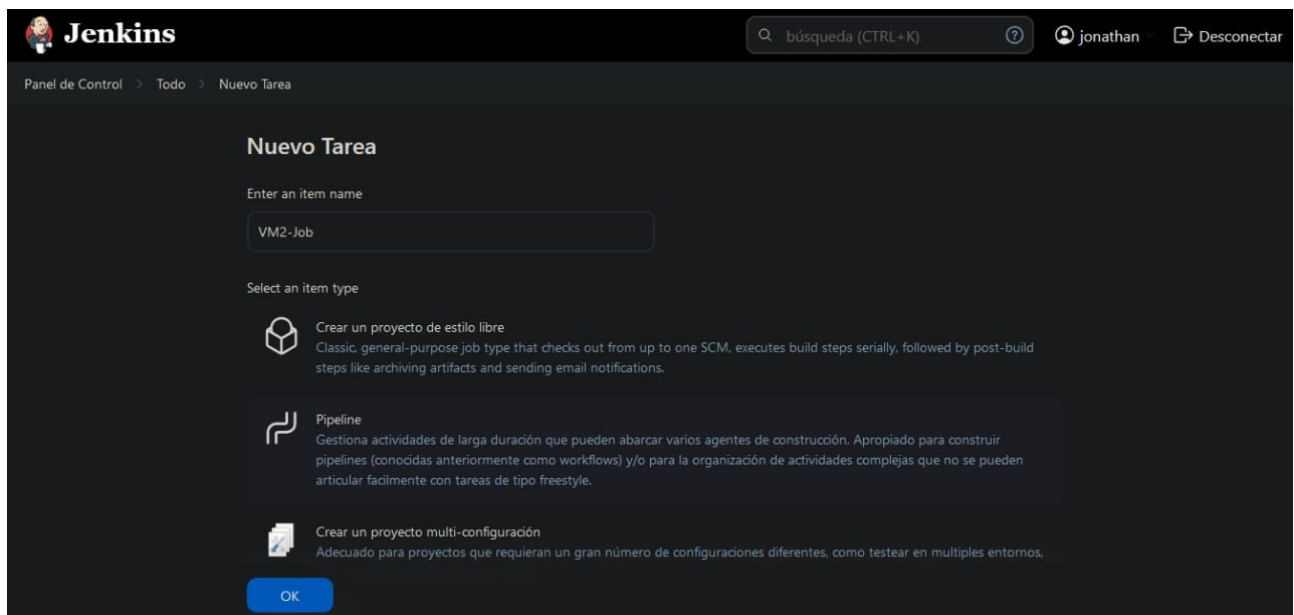 Jenkins
búsqueda (CTRL+K)
jonathan
Desconectar
Panel de Control > Todo > Nuevo Tarea
Nuevo Tarea
Enter an item name
VM2-Job
Select an item type
Crear un proyecto de estilo libre
Classic, general-purpose job type that checks out from up to one SCM, executes build steps serially, followed by post-build
steps like archiving artifacts and sending email notifications.
Pipeline
Gestiona actividades de larga duración que pueden abarcar varios agentes de construcción. Apropiado para construir
pipelines (conocidas anteriormente como workflows) y/o para la organización de actividades complejas que no se pueden
articular facilmente con tareas de tipo freestyle.
Crear un proyecto multi-configuración
Adecuado para proyectos que requieran un gran número de configuraciones diferentes, como testear en multiples entornos,
OK